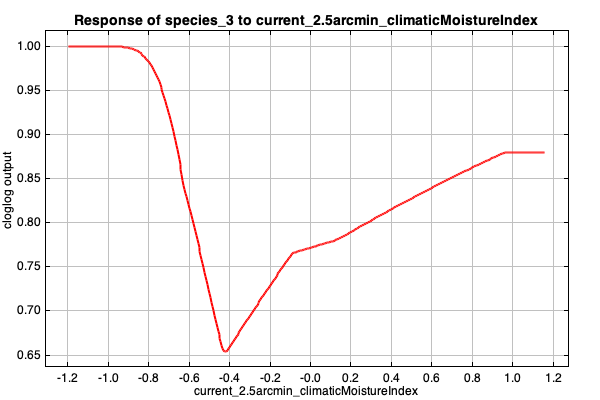 Response of species_3 to current_2.5arcmin_climaticMoistureIndex
1.00
0.95
0.90
0.85
0.80
0.75
0.70
0.65
cloglog output
-1.2 -1.0 -0.8 -0.6 -0.4 -0.2 -0.0 0.2 0.4 0.6 0.8 1.0 1.2
current_2.5arcmin_climaticMoistureIndex